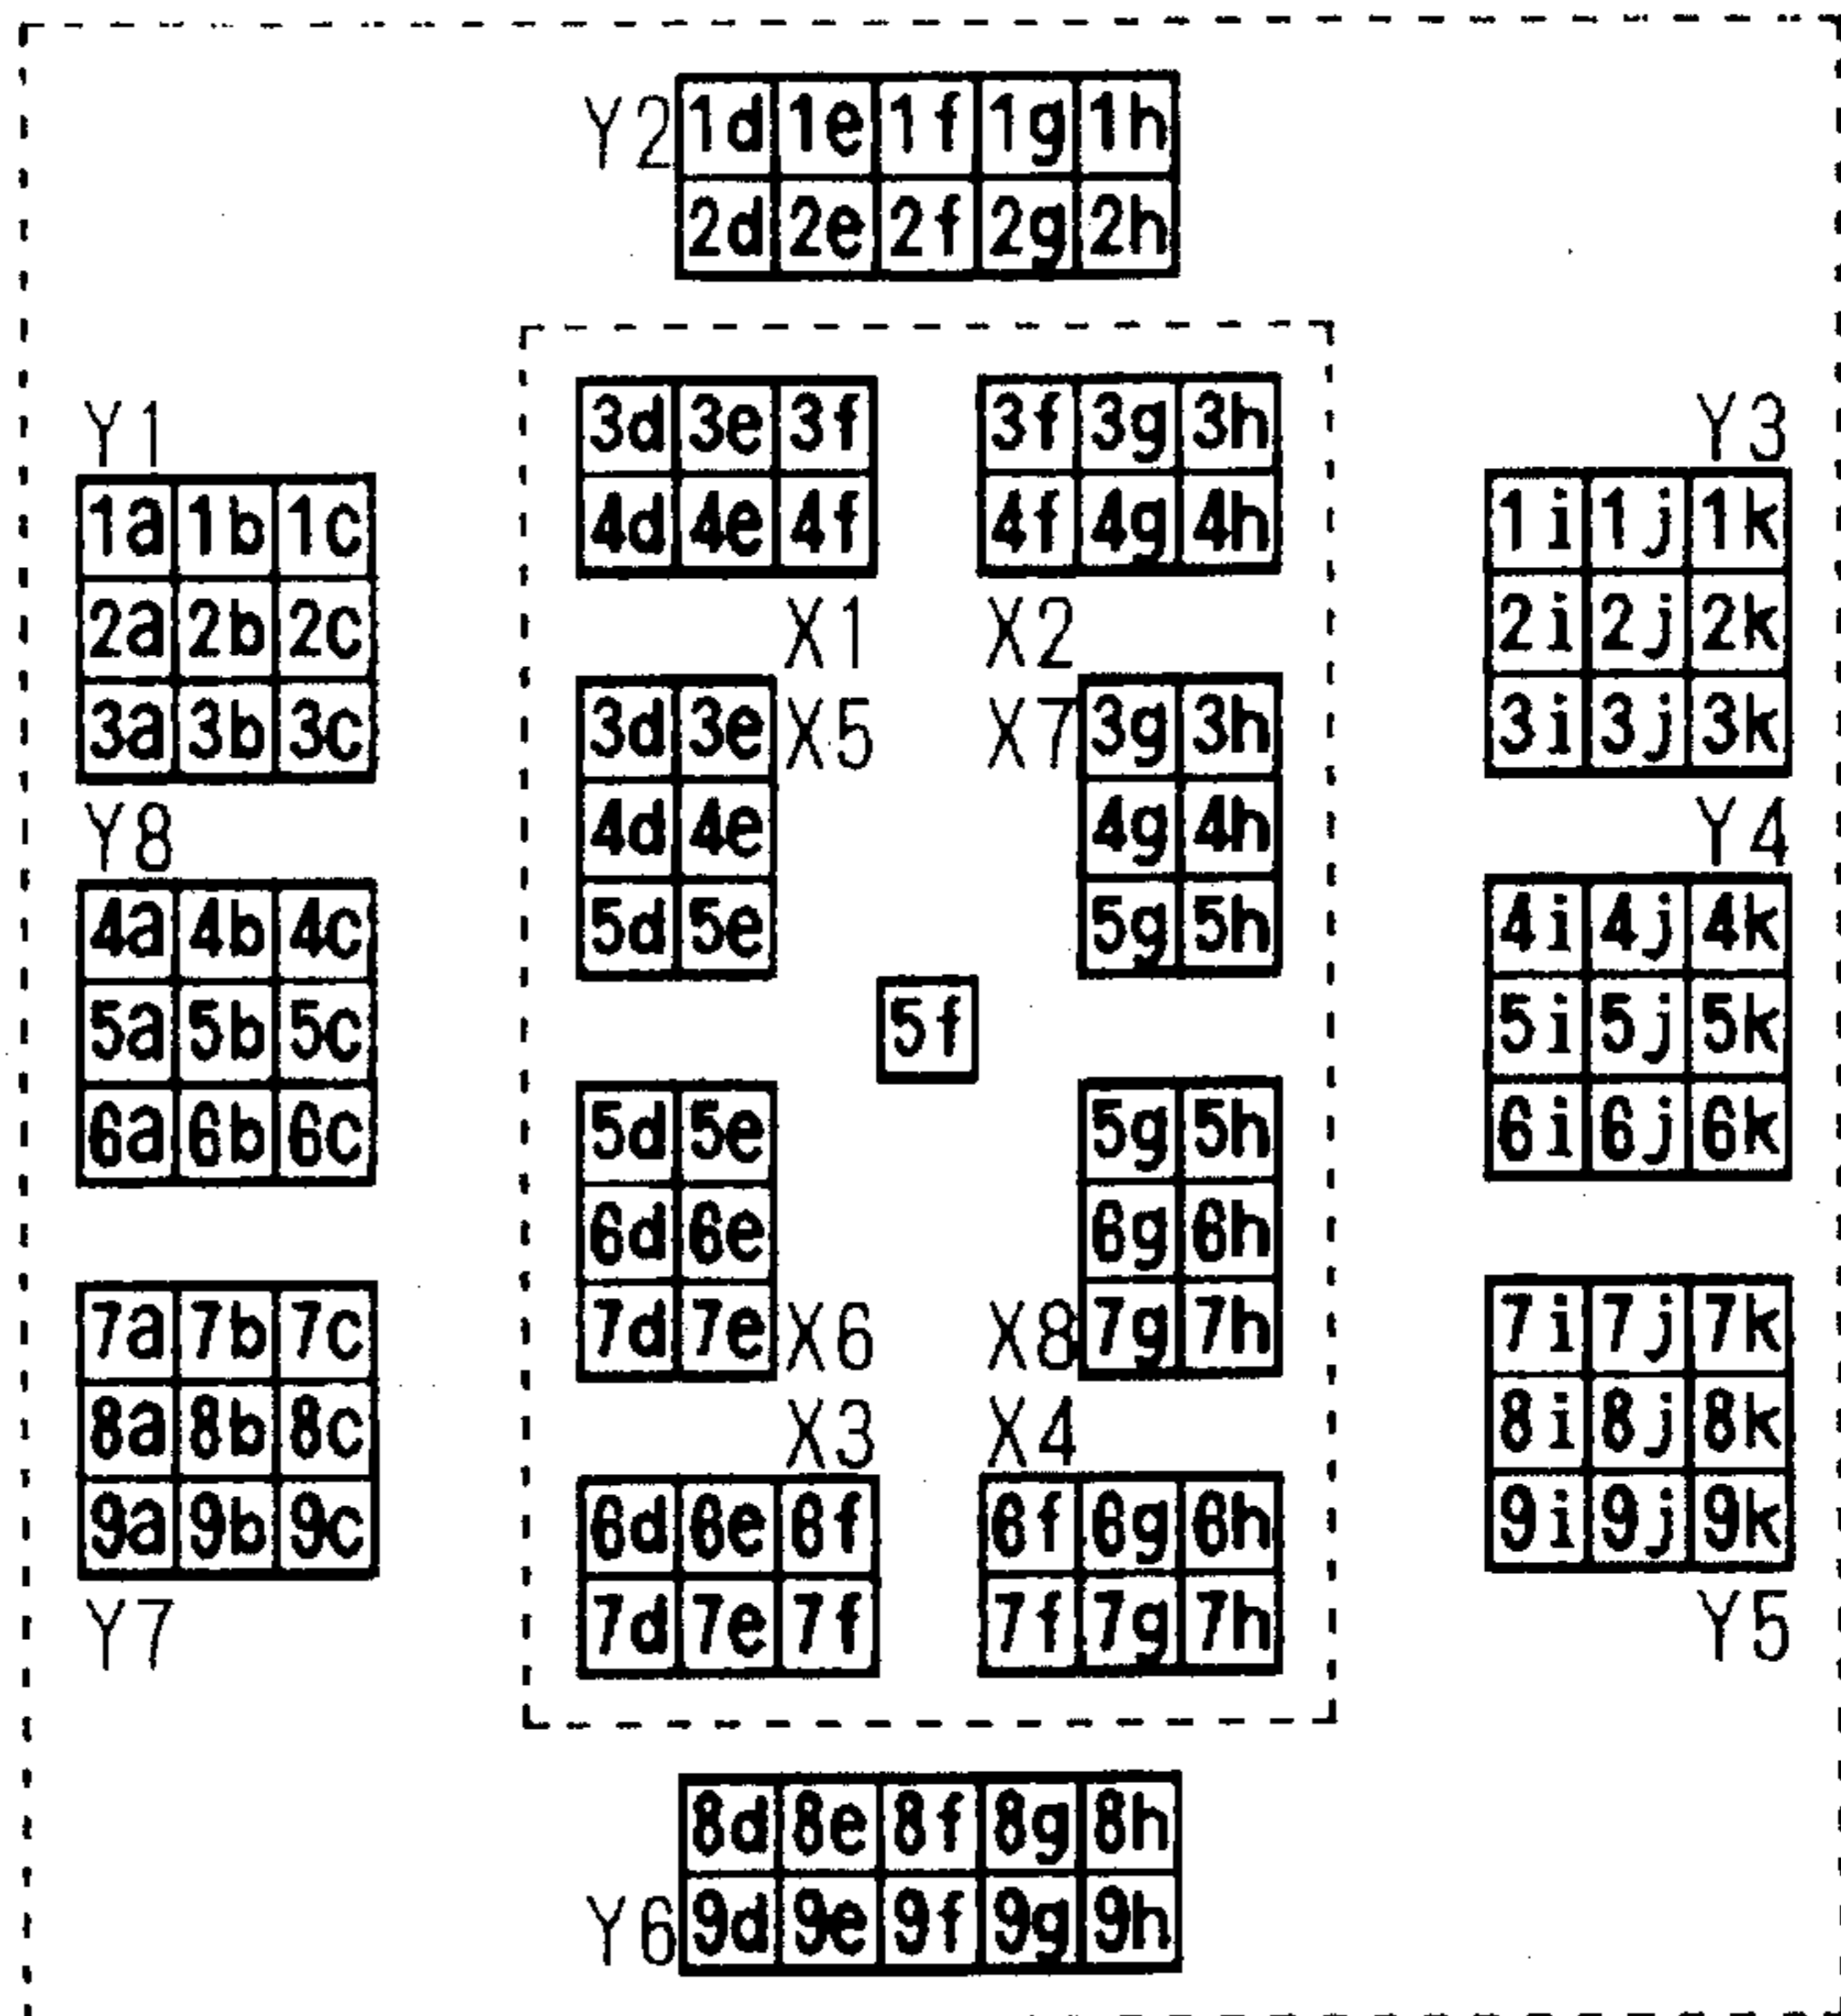 Y2 1d 1e 1f 1g 1h
2d 2e 2f 2g 2h
Y1
1a 1b 1c
2a 2b 2c
3a 3b 3c
Y8
4a 4b 4c
5a 5b 5c
6a 6b 6c
7a 7b 7c
8a 8b 8c
9a 9b 9c
Y7
3d 3e 3f
4d 4e 4f
X1
3f 3g 3h
4f 4g 4h
X2
3d 3e X5
4d 4e
5d 5e
X7 3g 3h
4g 4h
5g 5h
5f
5d 5e
6d 6e
7d 7e X6
5g 5h
6g 6h
X8 7g 7h
X3
6d 6e 6f
7d 7e 7f
X4
6f 6g 6h
7f 7g 7h
Y3
1i 1j 1k
2i 2j 2k
3i 3j 3k
Y4
4i 4j 4k
5i 5j 5k
6i 6j 6k
7i 7j 7k
8i 8j 8k
9i 9j 9k
Y5
8d 8e 8f 8g 8h
Y6 9d 9e 9f 9g 9h